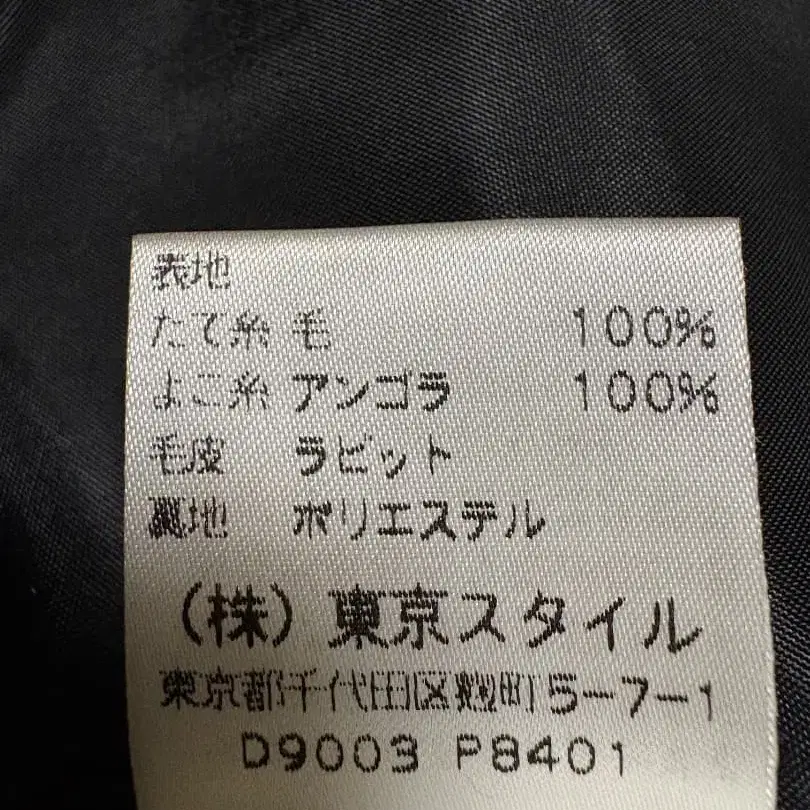 表地
たて糸 毛 100%
よこ糸 アンゴラ 100%
毛皮 ラビット
裏地 ポリエステル
(株) 東京スタイル
東京都千代田区麹町5-7-1
D9003 P8401